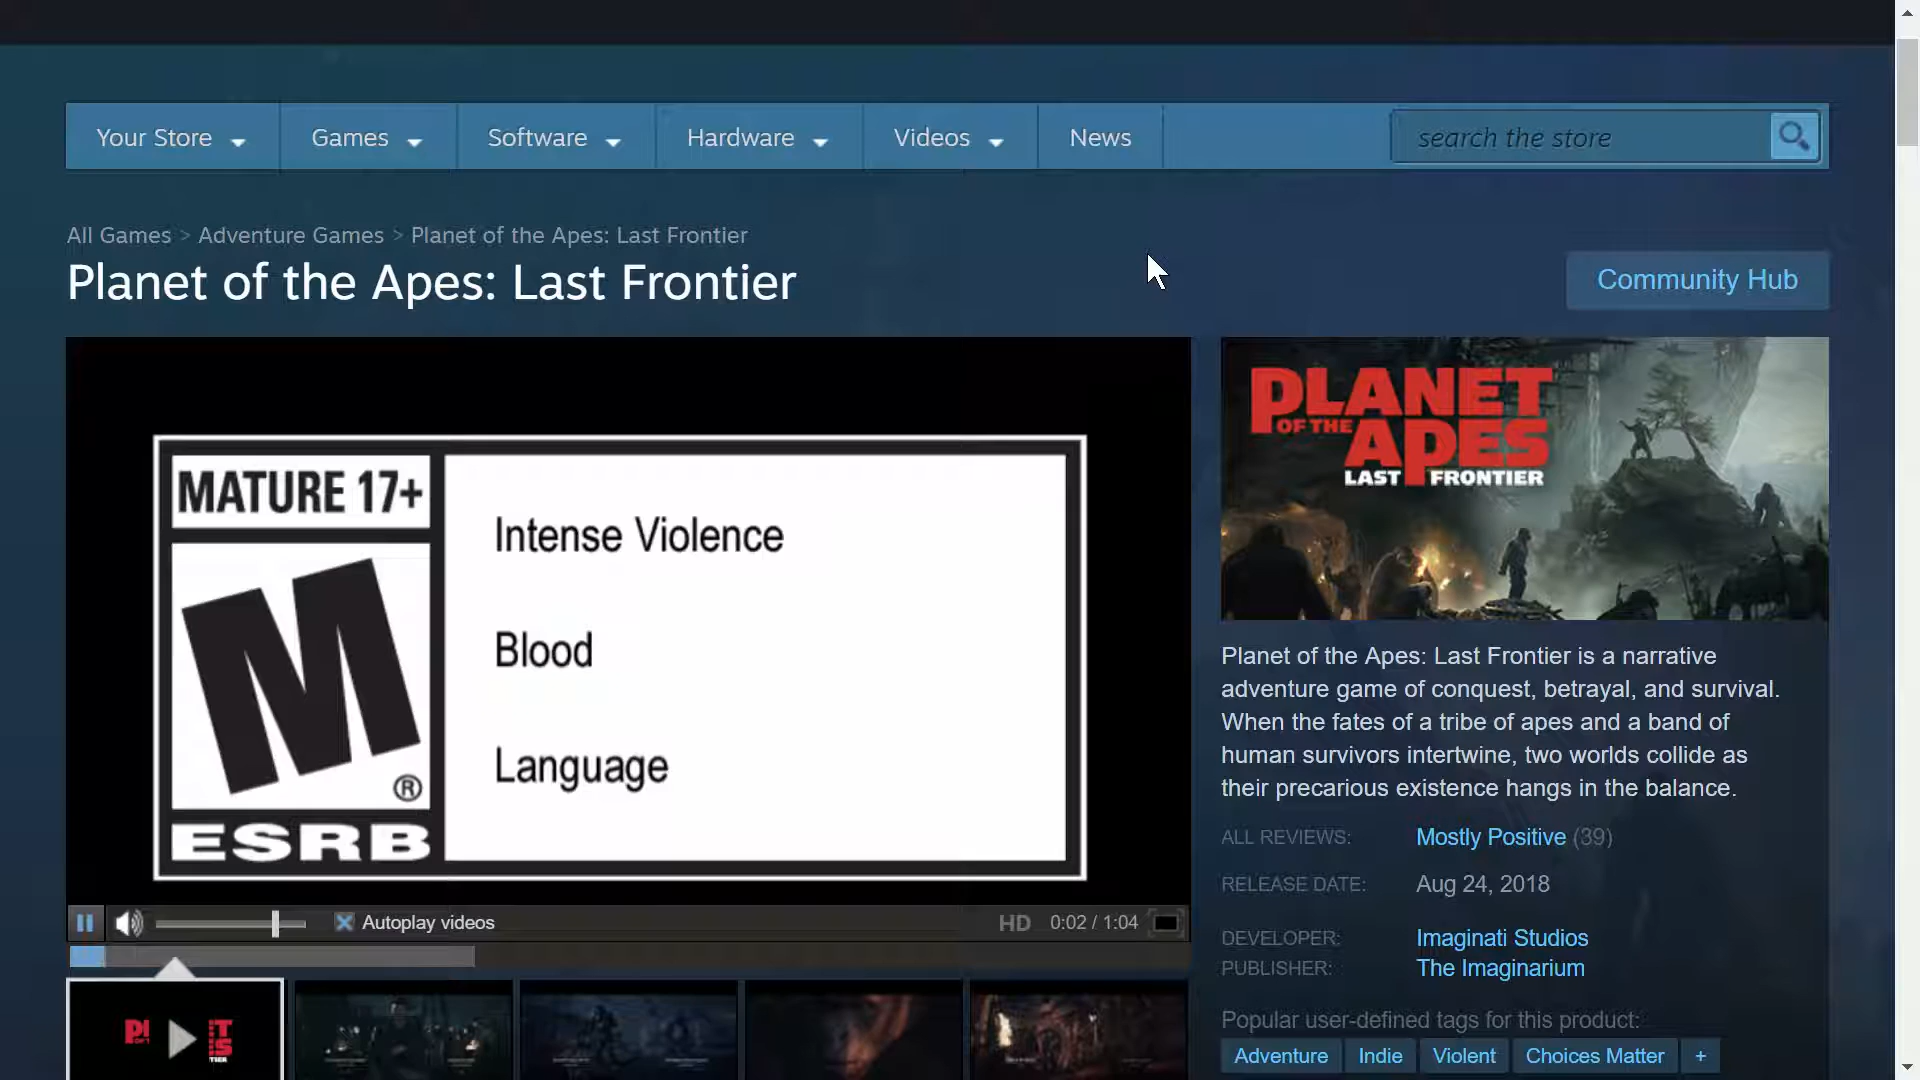 Your Store
Games
Software
Hardware
Videos
News
search the store
All Games > Adventure Games > Planet of the Apes: Last Frontier
Planet of the Apes: Last Frontier
Community Hub
MATURE 17+
M
®
ESRB
Intense Violence
Blood
Language
Autoplay videos
HD
0:02 / 1:04
PLANET
OF THE
APES
LAST FRONTIER
Planet of the Apes: Last Frontier is a narrative
adventure game of conquest, betrayal, and survival.
When the fates of a tribe of apes and a band of
human survivors intertwine, two worlds collide as
their precarious existence hangs in the balance.
ALL REVIEWS: Mostly Positive (39)
RELEASE DATE: Aug 24, 2018
DEVELOPER: Imaginati Studios
PUBLISHER: The Imaginarium
Popular user-defined tags for this product:
Adventure
Indie
Violent
Choices Matter
+